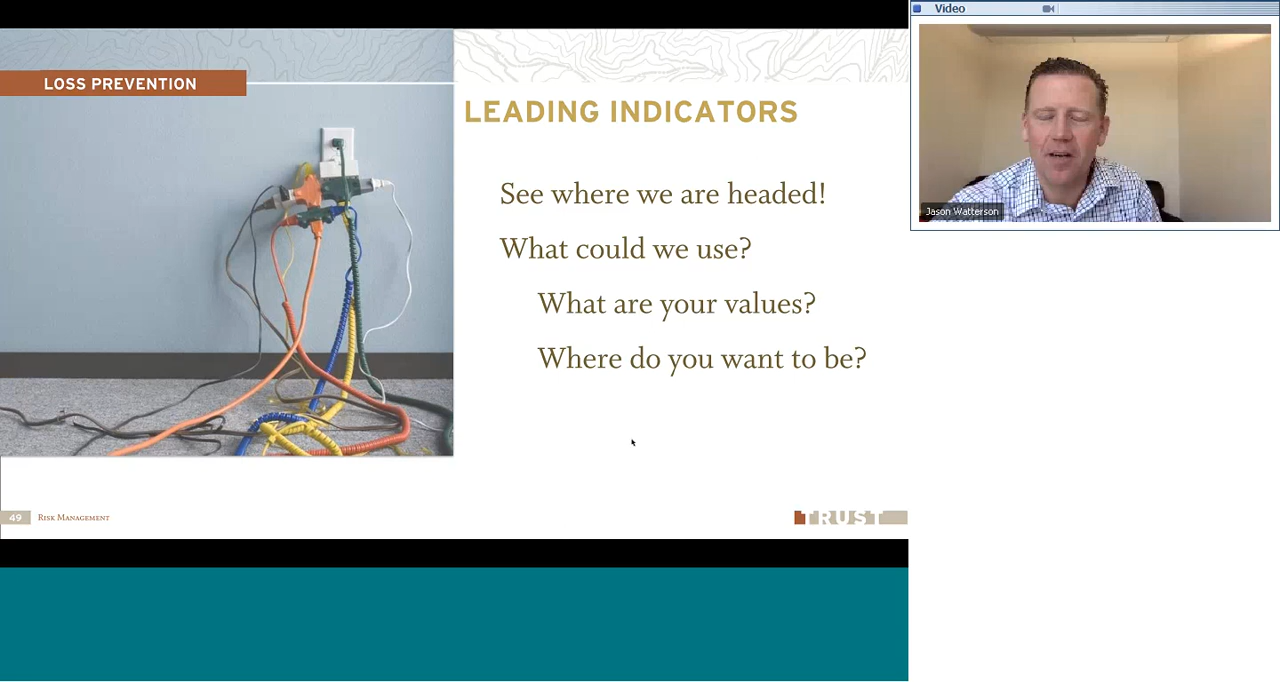 Video
LOSS PREVENTION
LEADING INDICATORS
See where we are headed!
What could we use?
What are your values?
Where do you want to be?
Jason Watterson
49 Risk Management
TRUST